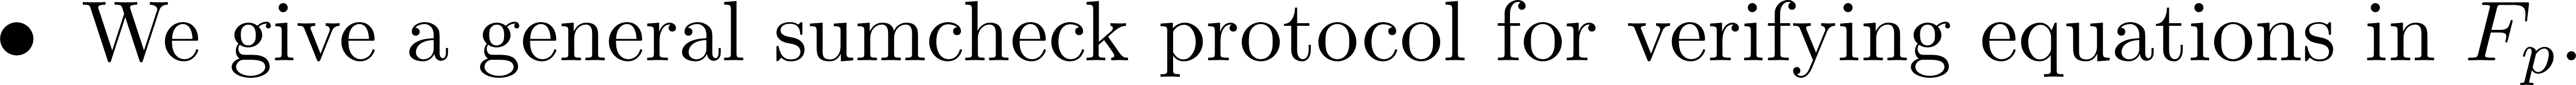 • We give a general sumcheck protocol for verifying equations in $F_p$.